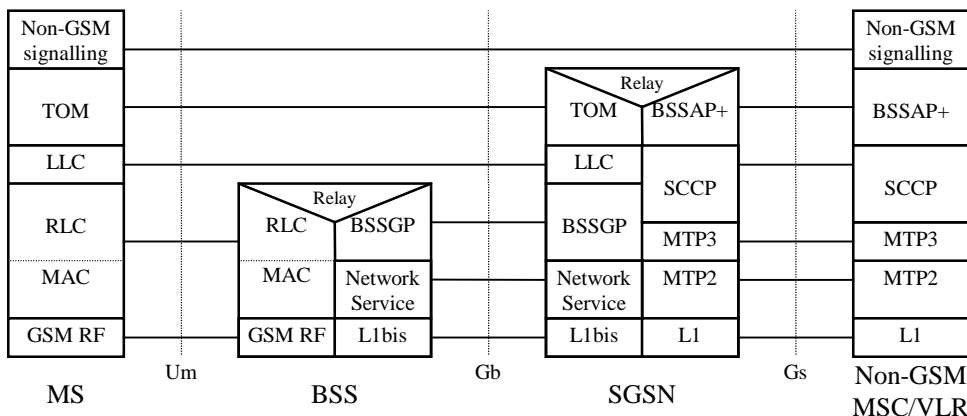 Non-GSM
signalling
TOM
LLC
RLC
MAC
GSM RF
MS
Um
Relay
RLC
BSSGP
MAC
Network
Service
GSM RF
L1bis
BSS
Gb
Relay
TOM
BSSAP+
LLC
SCCP
BSSGP
MTP3
Network
Service
MTP2
L1bis
L1
SGSN
Gs
Non-GSM
signalling
BSSAP+
SCCP
MTP3
MTP2
L1
Non-GSM
MSC/VLR